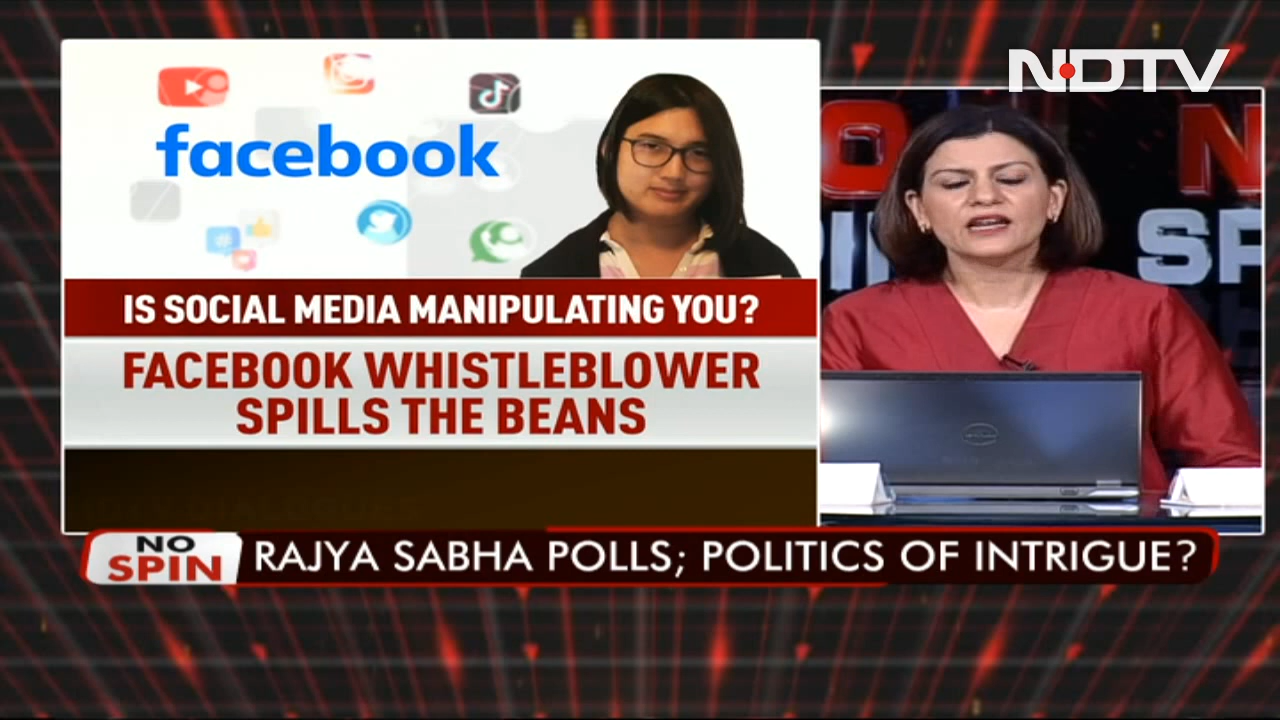 NDTV
facebook
IS SOCIAL MEDIA MANIPULATING YOU?
FACEBOOK WHISTLEBLOWER
SPILLS THE BEANS
NO
SPIN
RAJYA SABHA POLLS; POLITICS OF INTRIGUE?